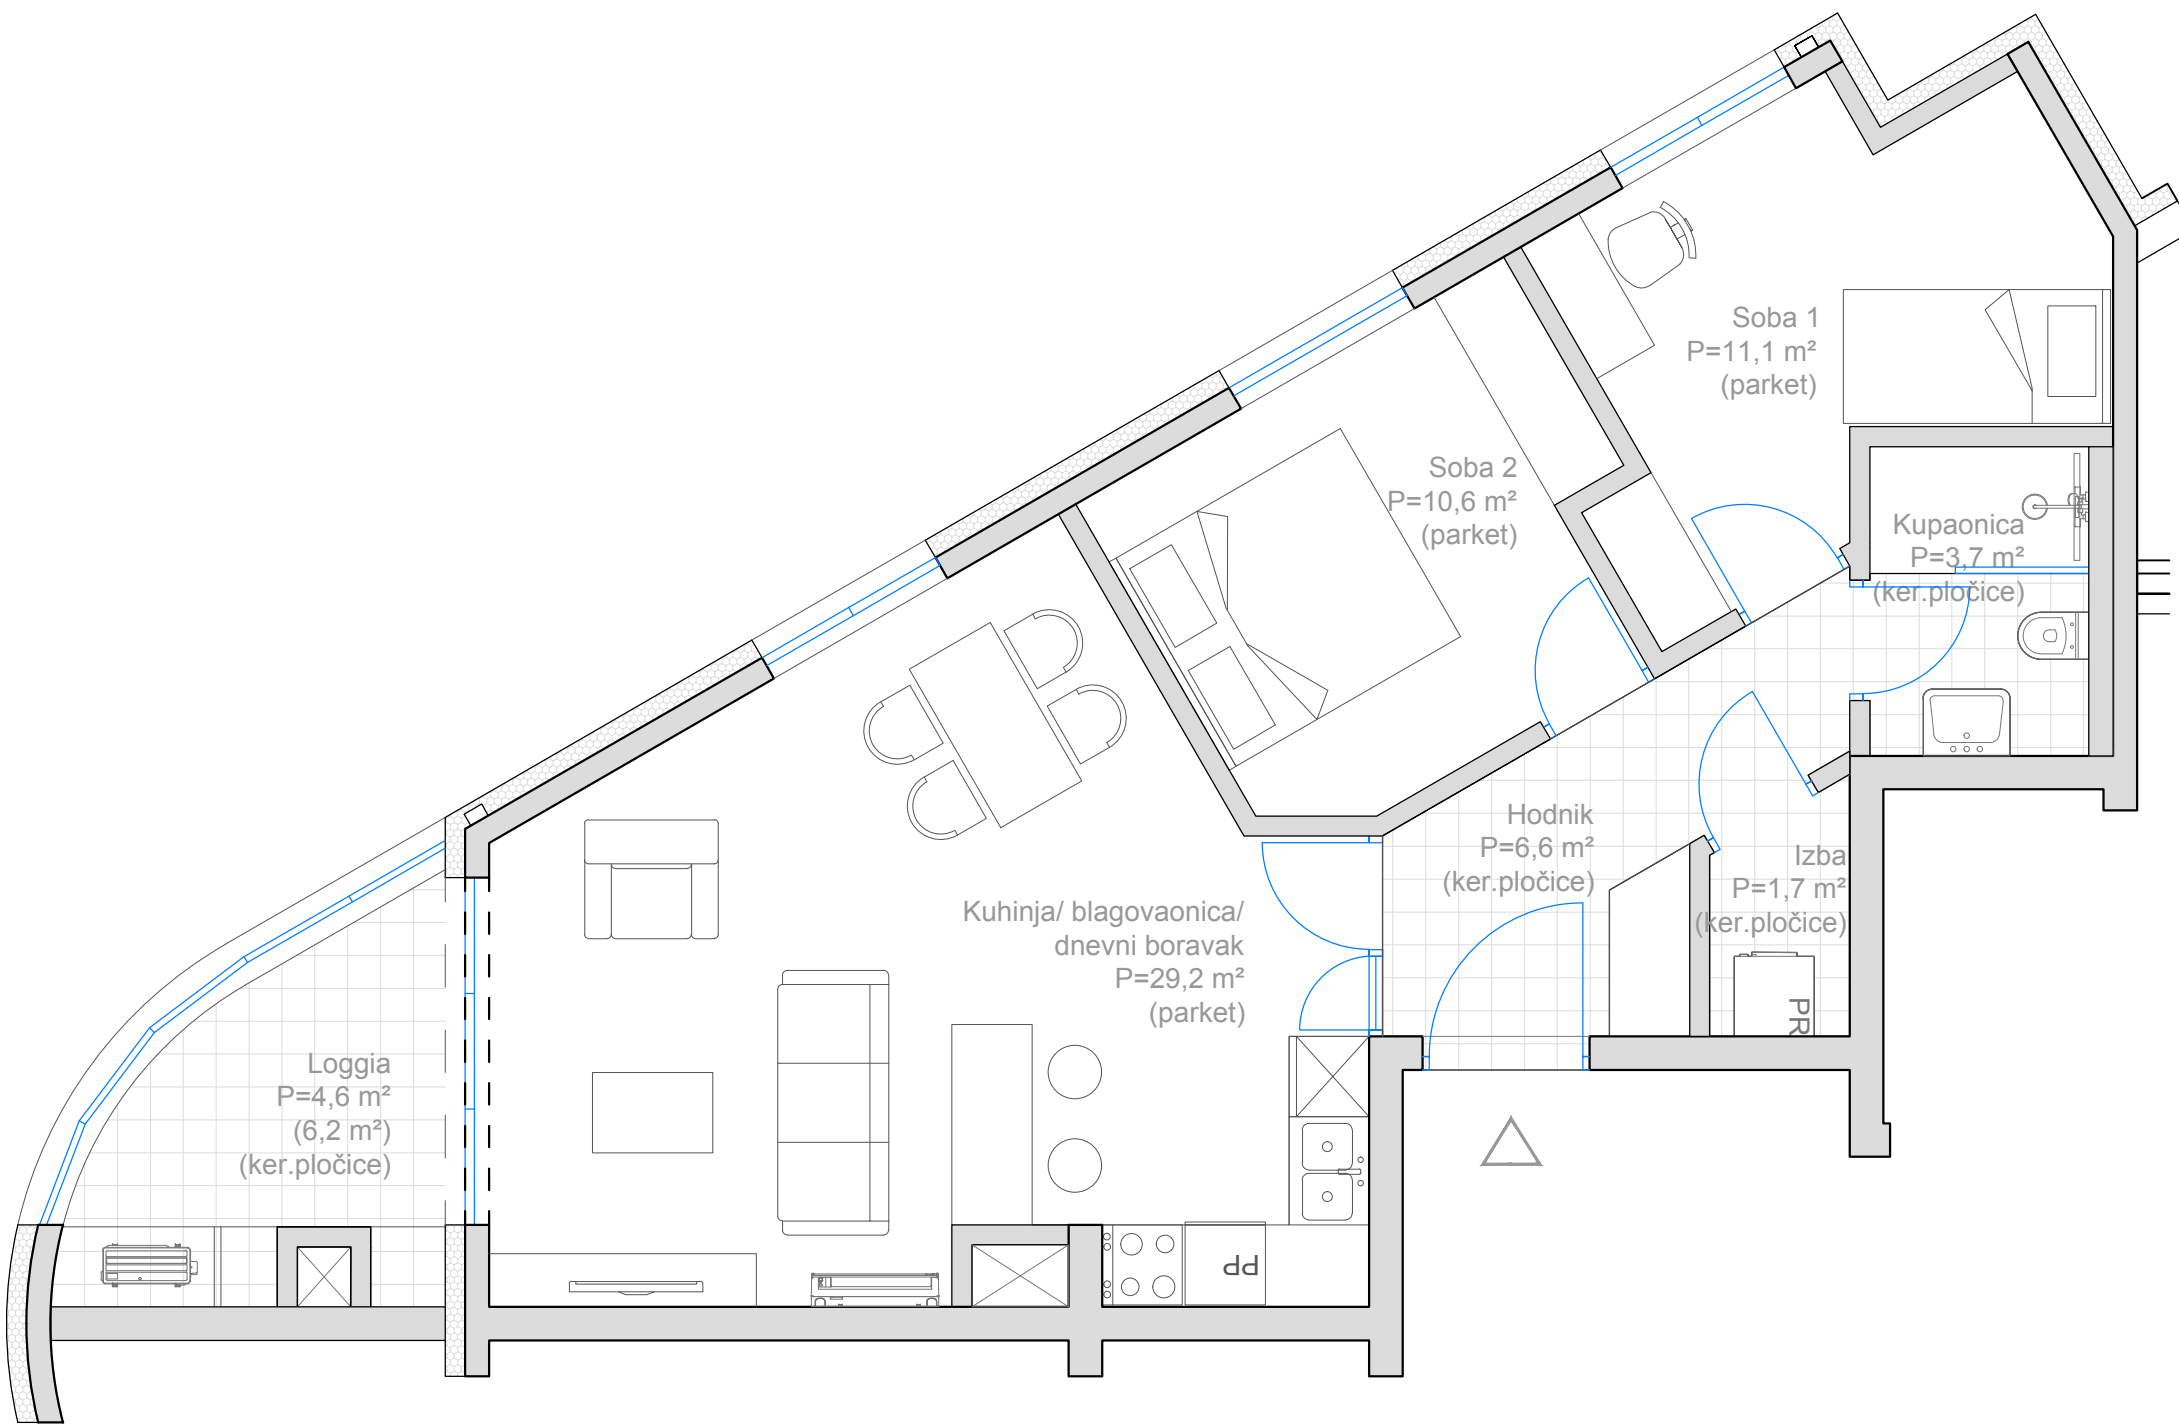 Soba 1
P=11,1 m²
(parket)
Soba 2
P=10,6 m²
(parket)
Kupaonica
P=3,7 m²
(ker.pločice)
Hodnik
P=6,6 m²
(ker.pločice)
Izba
P=1,7 m²
(ker.pločice)
PR
Kuhinja/ blagovaonica/
dnevni boravak
P=29,2 m²
(parket)
Loggia
P=4,6 m²
(6,2 m²)
(ker.pločice)
PP